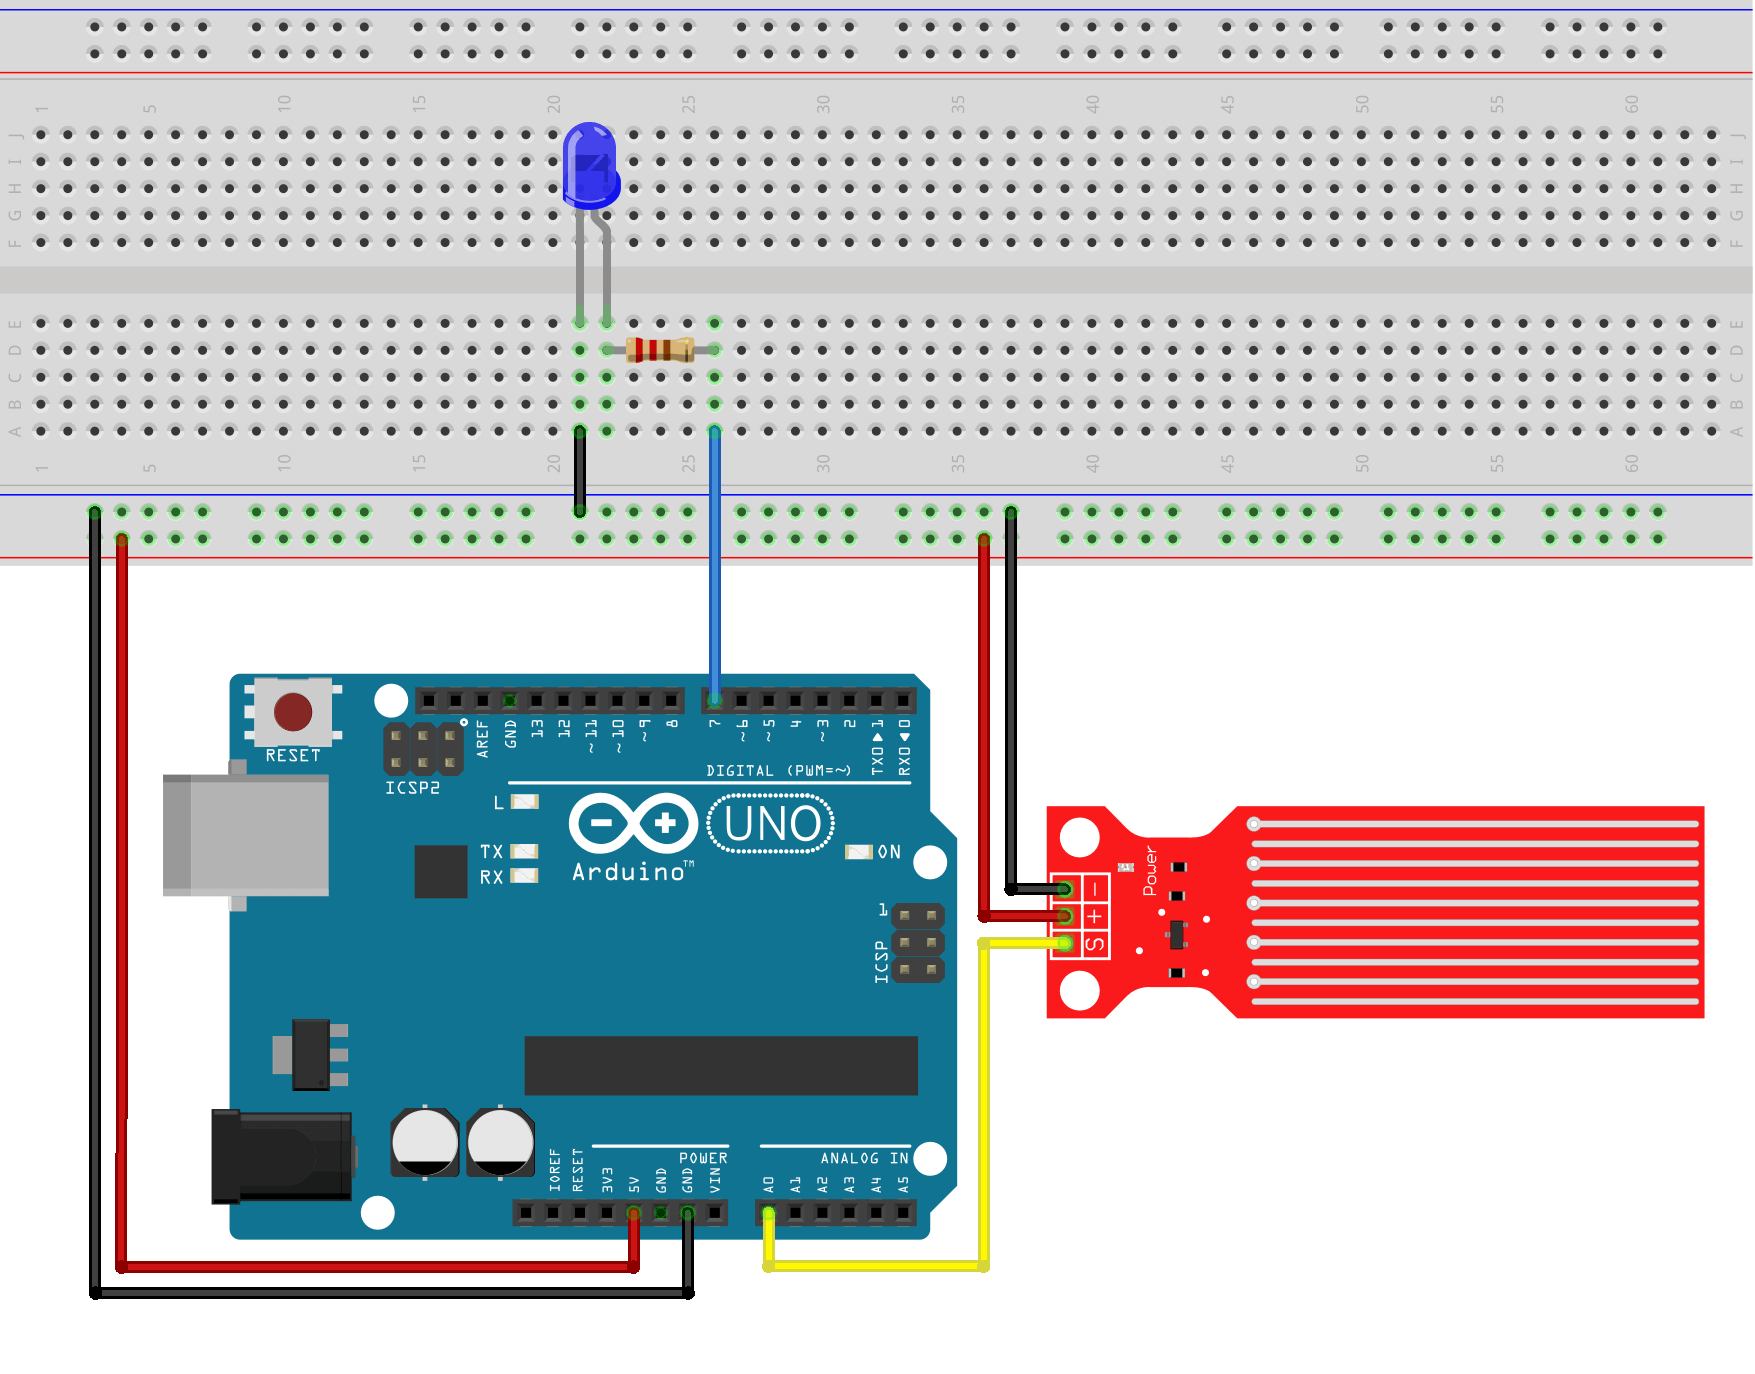 1 5 10 15 20 25 30 35 40 45 50 55 60
J J
I I
H H
G G
F F
E E
D D
C C
B B
A A
1 5 10 15 20 25 30 35 40 45 50 55 60
RESET
ICSP2
AREF GND 13 12 ~11 ~10 ~9 8 7 ~6 ~5 4 ~3 2 TX0▶1 RX0◀0
DIGITAL (PWM=~)
L
TX
RX
- +
UNO
Arduino™
ON
1
ICSP
POWER
ANALOG IN
IOREF RESET 3V3 5V GND GND VIN A0 A1 A2 A3 A4 A5
Power
-
+
S